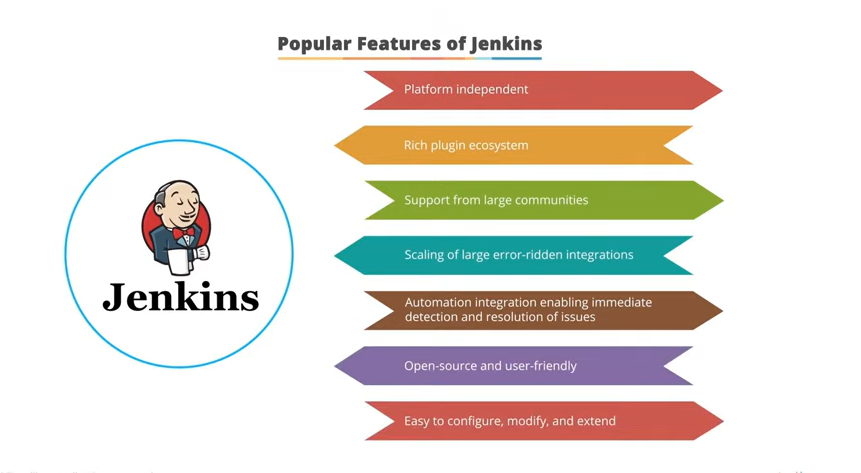 Popular Features of Jenkins
Platform independent
Rich plugin ecosystem
Support from large communities
Scaling of large error-ridden integrations
Automation integration enabling immediate
detection and resolution of issues
Open-source and user-friendly
Easy to configure, modify, and extend
Jenkins